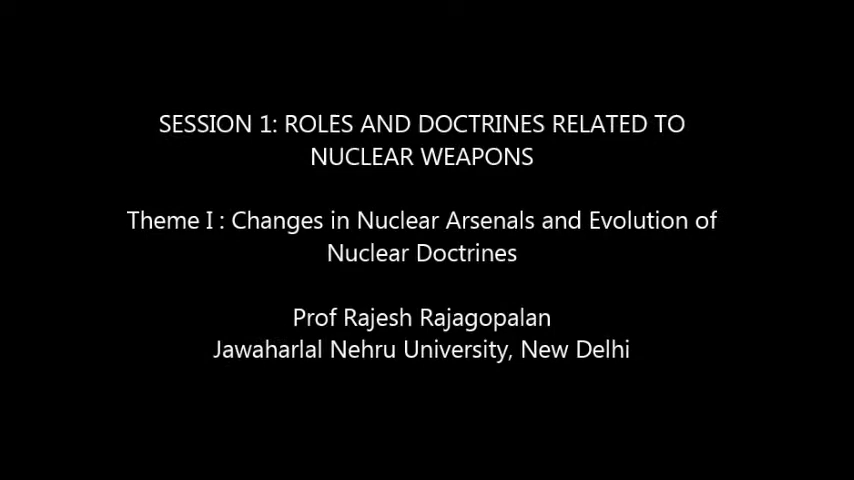 SESSION 1: ROLES AND DOCTRINES RELATED TO
NUCLEAR WEAPONS
Theme I : Changes in Nuclear Arsenals and Evolution of
Nuclear Doctrines
Prof Rajesh Rajagopalan
Jawaharlal Nehru University, New Delhi